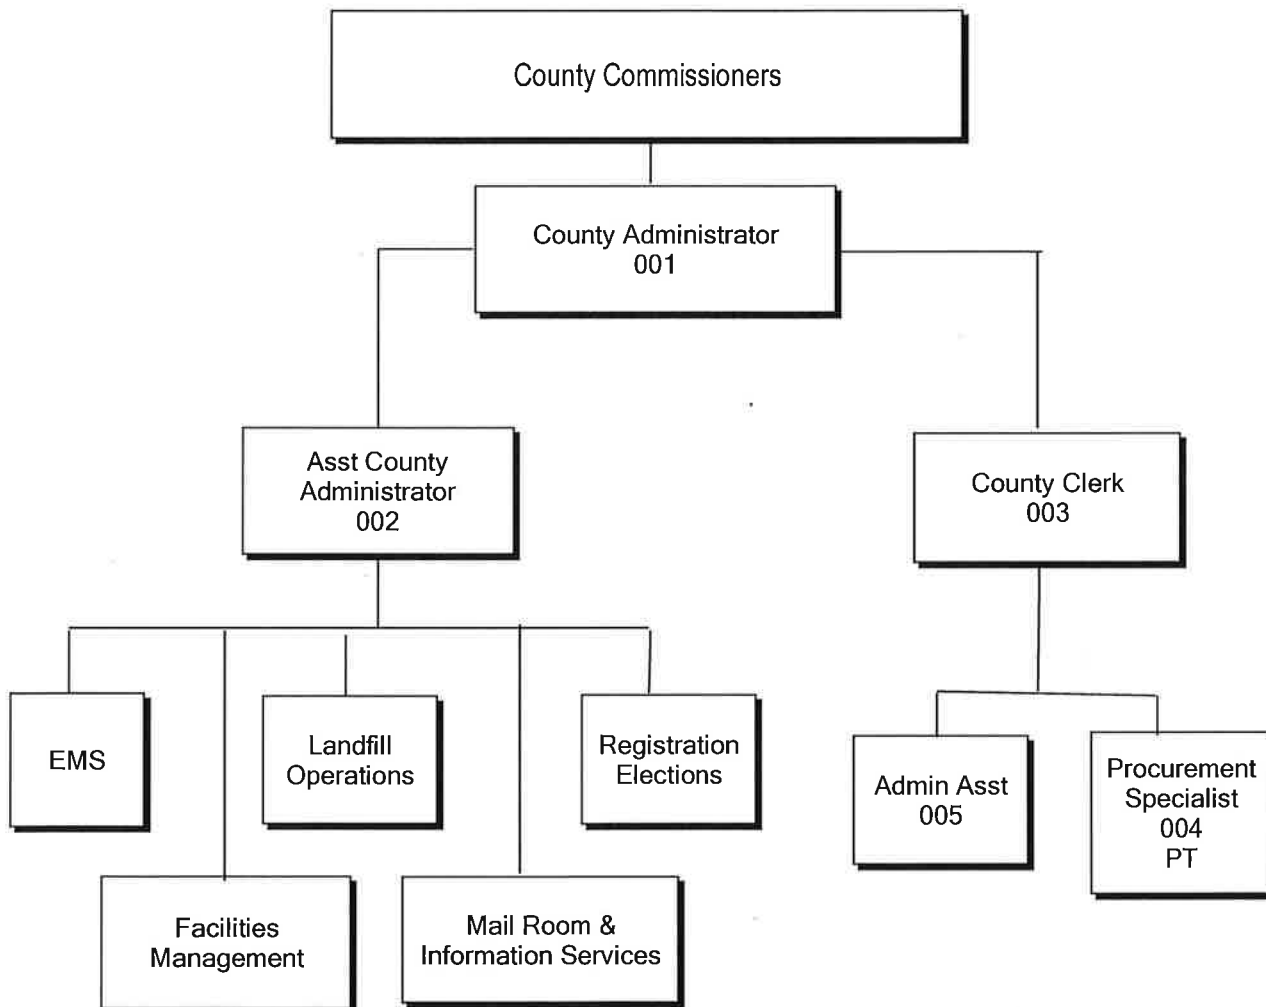 County Commissioners
County Administrator
001
Asst County
Administrator
002
County Clerk
003
EMS
Landfill
Operations
Registration
Elections
Admin Asst
005
Procurement
Specialist
004
PT
Facilities
Management
Mail Room &
Information Services